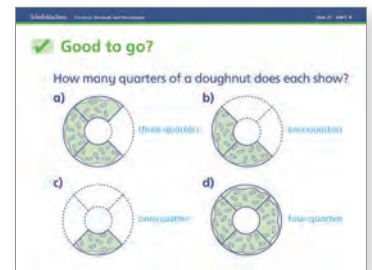 Good to go?
How many quarters of a doughnut does each show?
a)
three-quarters
b)
two-quarters
c)
one-quarter
d)
four-quarters